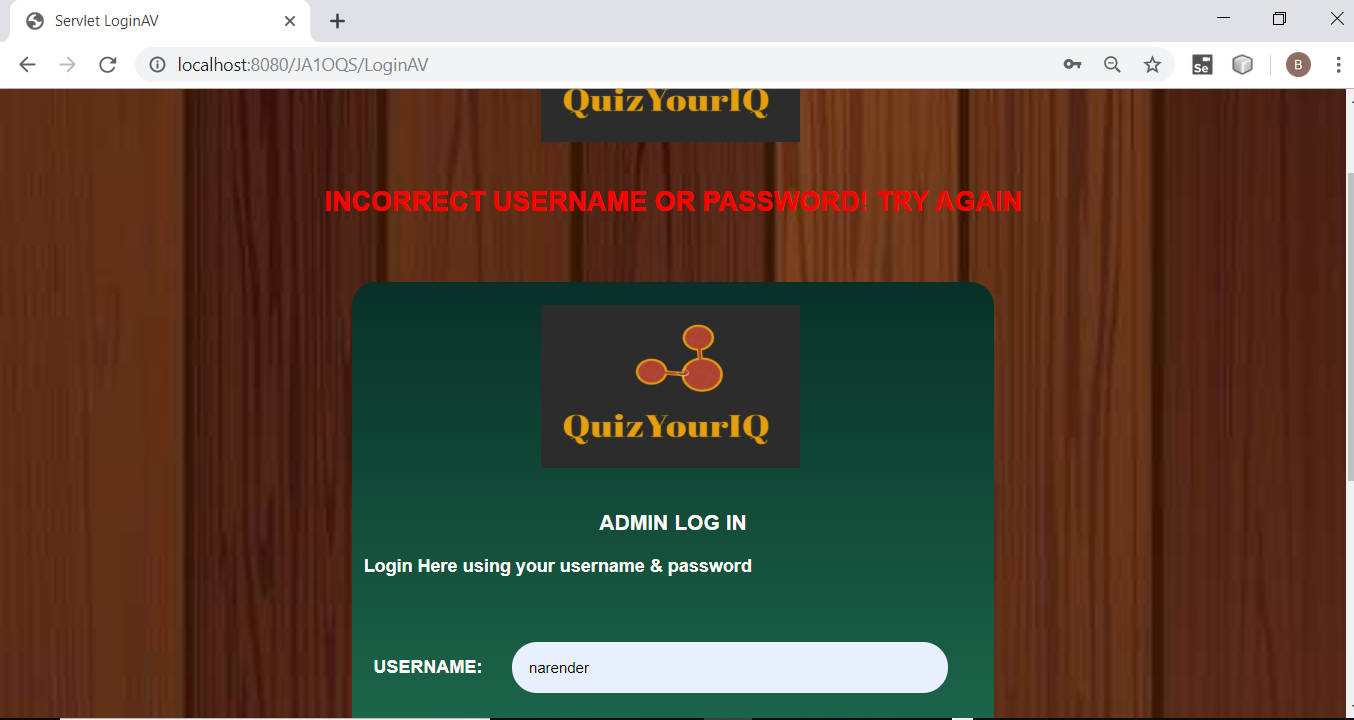 Servlet LoginAV
localhost:8080/JA1OQS/LoginAV
Se
B
QuizYourIQ
INCORRECT USERNAME OR PASSWORD! TRY AGAIN
QuizYourIQ
ADMIN LOG IN
Login Here using your username & password
USERNAME: narender